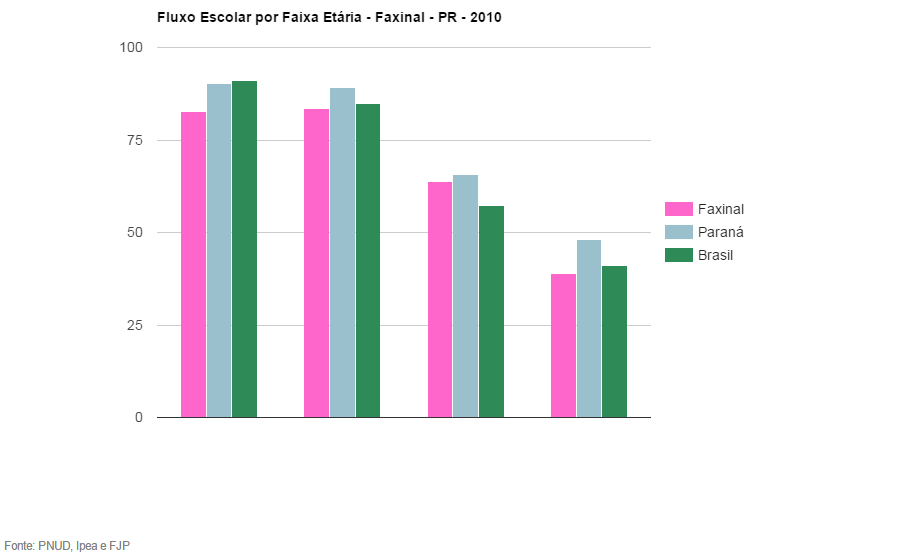 Fluxo Escolar por Faixa Etária - Faxinal - PR - 2010
100
75
50
25
0
Faxinal
Paraná
Brasil
Fonte: PNUD, Ipea e FJP